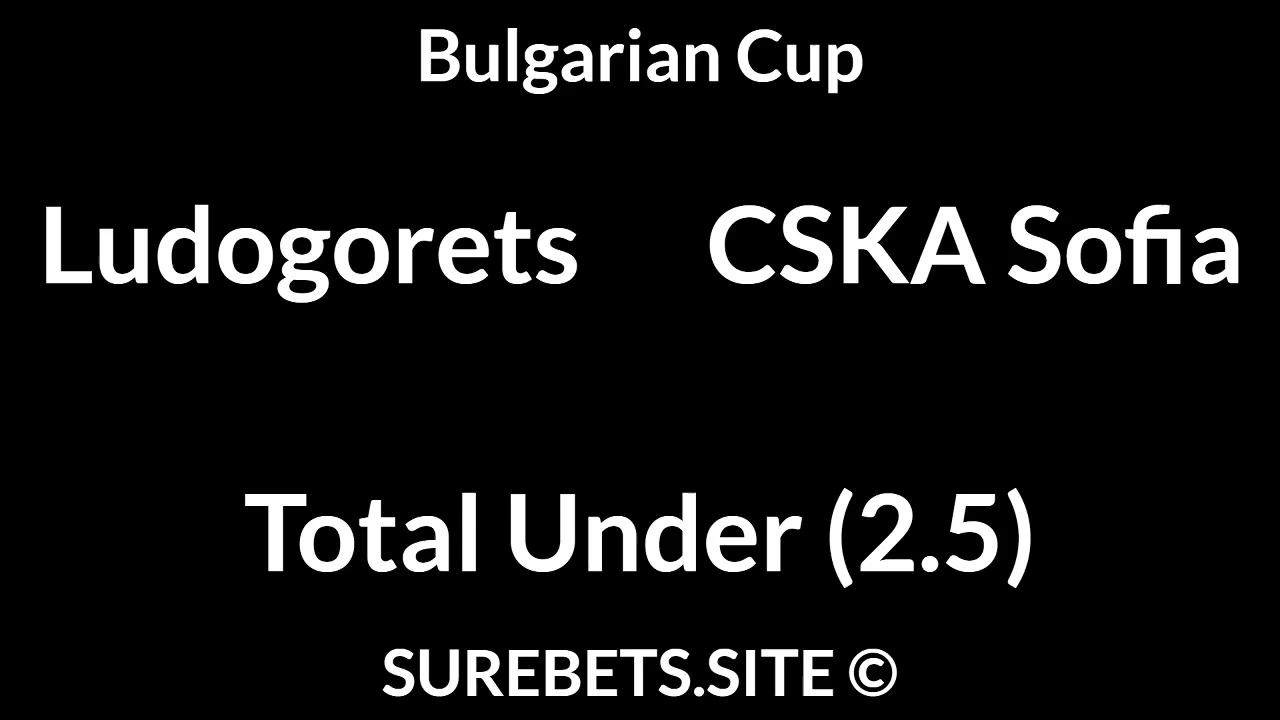 Bulgarian Cup
Ludogorets CSKA Sofia
Total Under (2.5)
SUREBETS.SITE ©